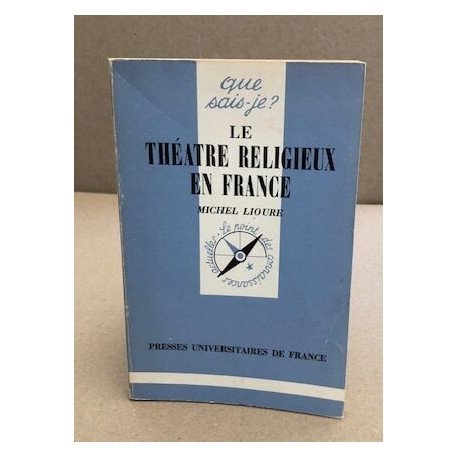 que
sais-je?
LE
THÉATRE RELIGIEUX
EN FRANCE
MICHEL LIOURE
Le point des connaissances actuelles
PRESSES UNIVERSITAIRES DE FRANCE